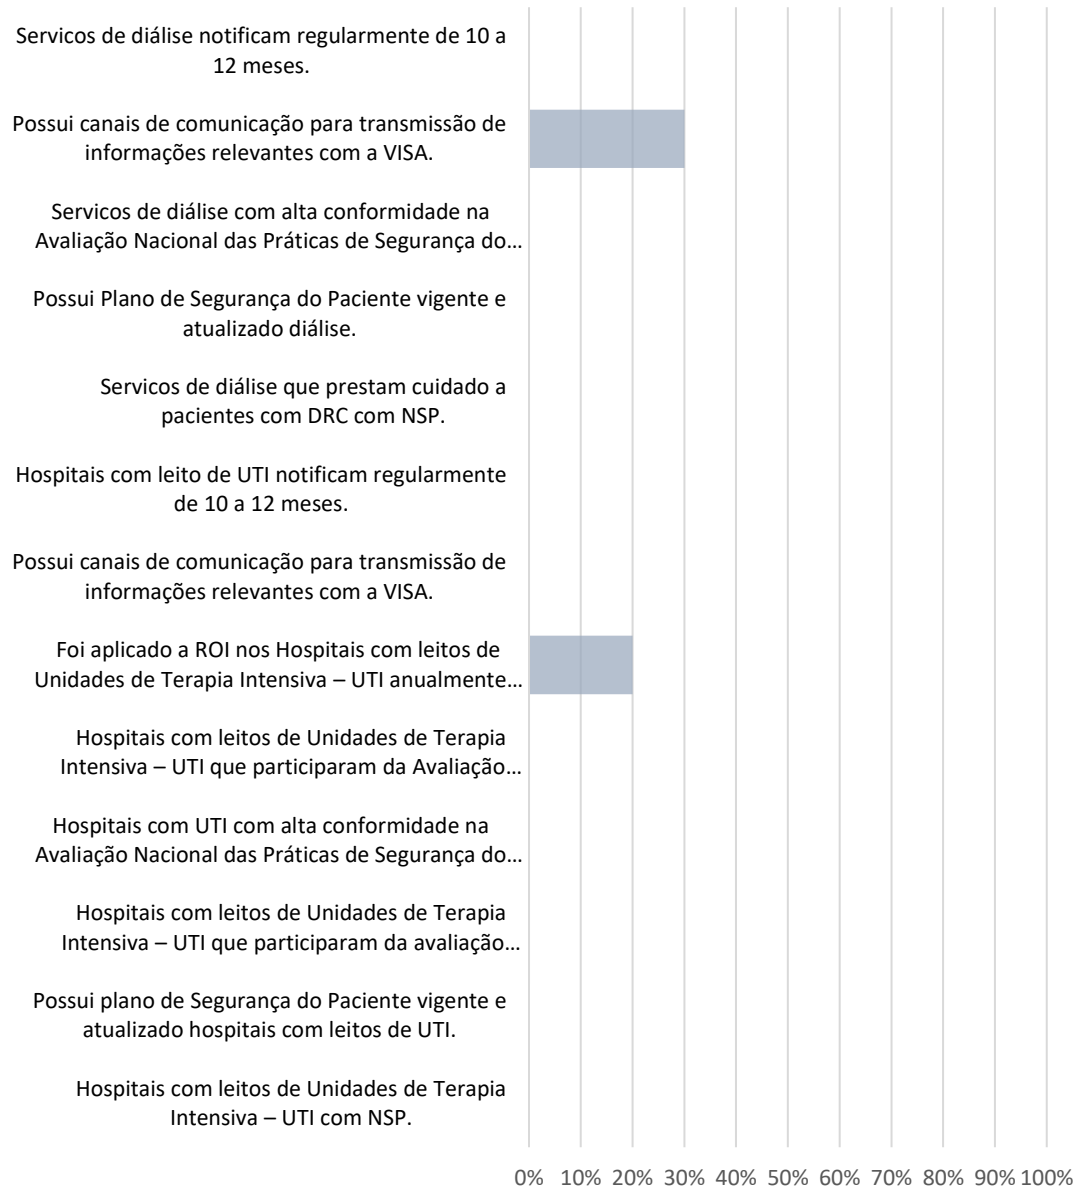 Servicos de diálise notificam regularmente de 10 a
12 meses.
Possui canais de comunicação para transmissão de
informações relevantes com a VISA.
Servicos de diálise com alta conformidade na
Avaliação Nacional das Práticas de Segurança do...
Possui Plano de Segurança do Paciente vigente e
atualizado diálise.
Servicos de diálise que prestam cuidado a
pacientes com DRC com NSP.
Hospitais com leito de UTI notificam regularmente
de 10 a 12 meses.
Possui canais de comunicação para transmissão de
informações relevantes com a VISA.
Foi aplicado a ROI nos Hospitais com leitos de
Unidades de Terapia Intensiva – UTI anualmente...
Hospitais com leitos de Unidades de Terapia
Intensiva – UTI que participaram da Avaliação...
Hospitais com UTI com alta conformidade na
Avaliação Nacional das Práticas de Segurança do...
Hospitais com leitos de Unidades de Terapia
Intensiva – UTI que participaram da avaliação...
Possui plano de Segurança do Paciente vigente e
atualizado hospitais com leitos de UTI.
Hospitais com leitos de Unidades de Terapia
Intensiva – UTI com NSP.
0% 10% 20% 30% 40% 50% 60% 70% 80% 90% 100%